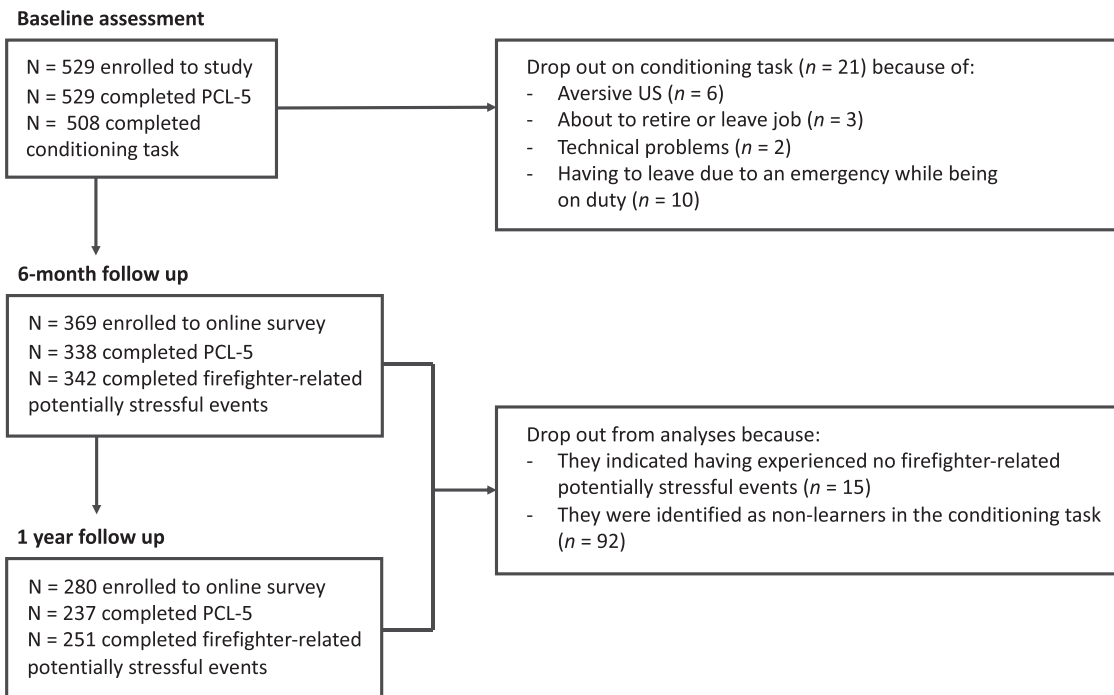 Baseline assessment
N = 529 enrolled to study
N = 529 completed PCL-5
N = 508 completed
conditioning task
Drop out on conditioning task (n = 21) because of:
- Aversive US (n = 6)
- About to retire or leave job (n = 3)
- Technical problems (n = 2)
- Having to leave due to an emergency while being
on duty (n = 10)
6-month follow up
N = 369 enrolled to online survey
N = 338 completed PCL-5
N = 342 completed firefighter-related
potentially stressful events
Drop out from analyses because:
- They indicated having experienced no firefighter-related
potentially stressful events (n = 15)
- They were identified as non-learners in the conditioning task
(n = 92)
1 year follow up
N = 280 enrolled to online survey
N = 237 completed PCL-5
N = 251 completed firefighter-related
potentially stressful events